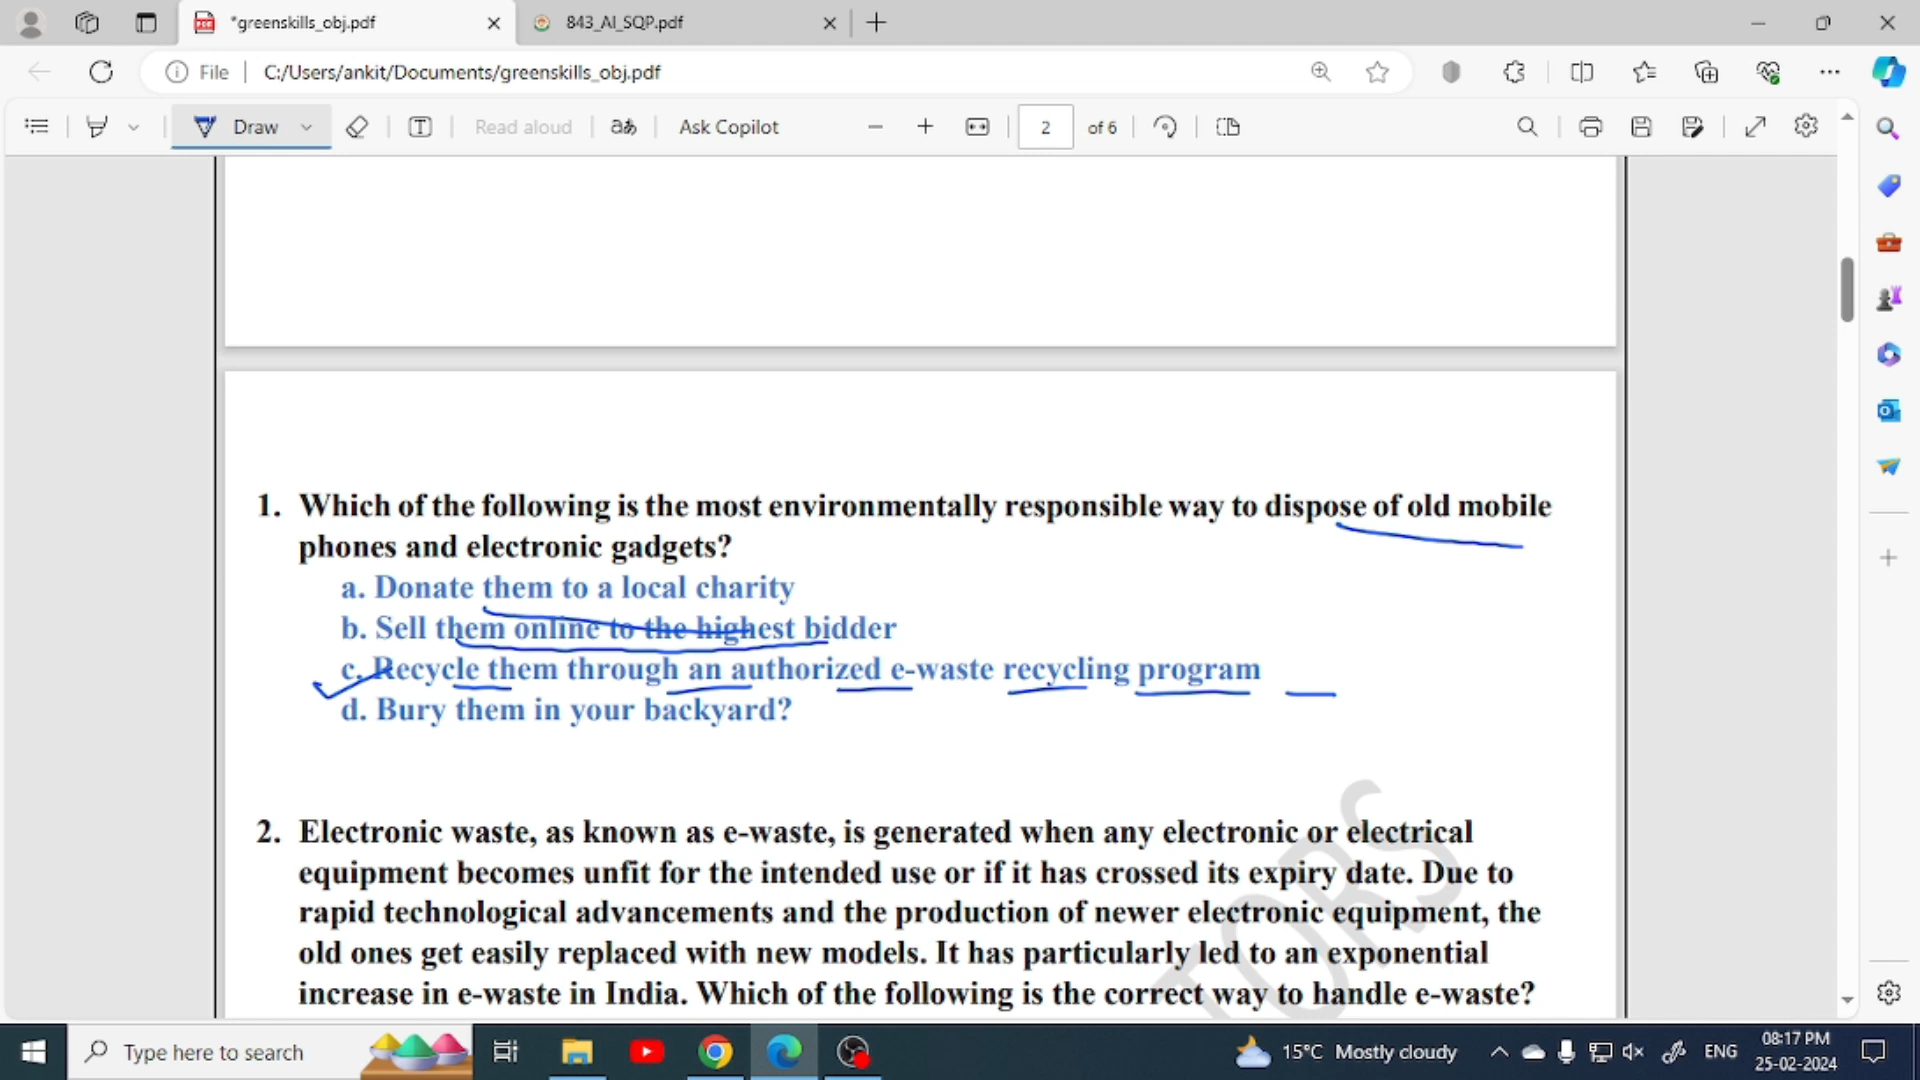 *greenskills_obj.pdf
843_AI_SQP.pdf
File
C:/Users/ankit/Documents/greenskills_obj.pdf
Draw
Read aloud
Ask Copilot
2
of 6
1. Which of the following is the most environmentally responsible way to dispose of old mobile
phones and electronic gadgets?
a. Donate them to a local charity
b. Sell them online to the highest bidder
c. Recycle them through an authorized e-waste recycling program
d. Bury them in your backyard?
2. Electronic waste, as known as e-waste, is generated when any electronic or electrical
equipment becomes unfit for the intended use or if it has crossed its expiry date. Due to
rapid technological advancements and the production of newer electronic equipment, the
old ones get easily replaced with new models. It has particularly led to an exponential
increase in e-waste in India. Which of the following is the correct way to handle e-waste?
TORS
Type here to search
15°C Mostly cloudy
ENG
08:17 PM
25-02-2024